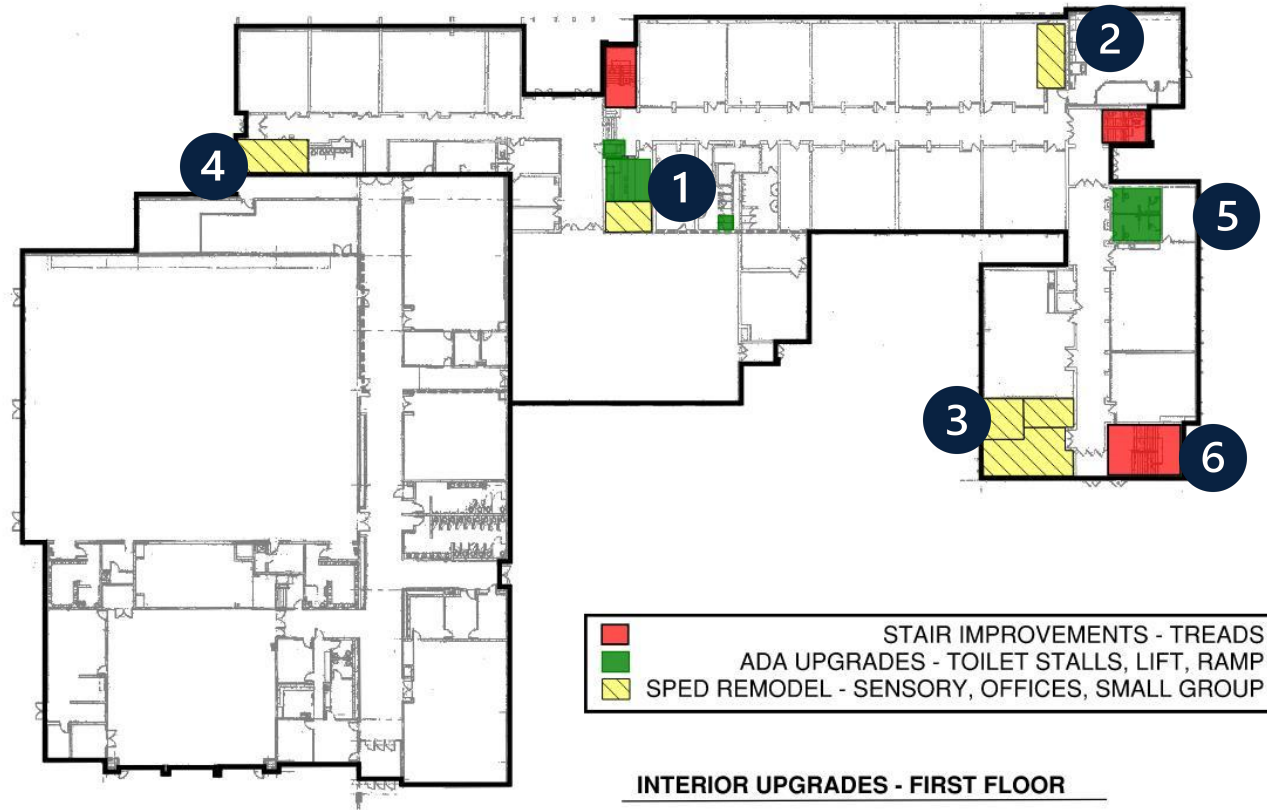 2
4
1
5
3
6
STAIR IMPROVEMENTS - TREADS
ADA UPGRADES - TOILET STALLS, LIFT, RAMP
SPED REMODEL - SENSORY, OFFICES, SMALL GROUP
INTERIOR UPGRADES - FIRST FLOOR